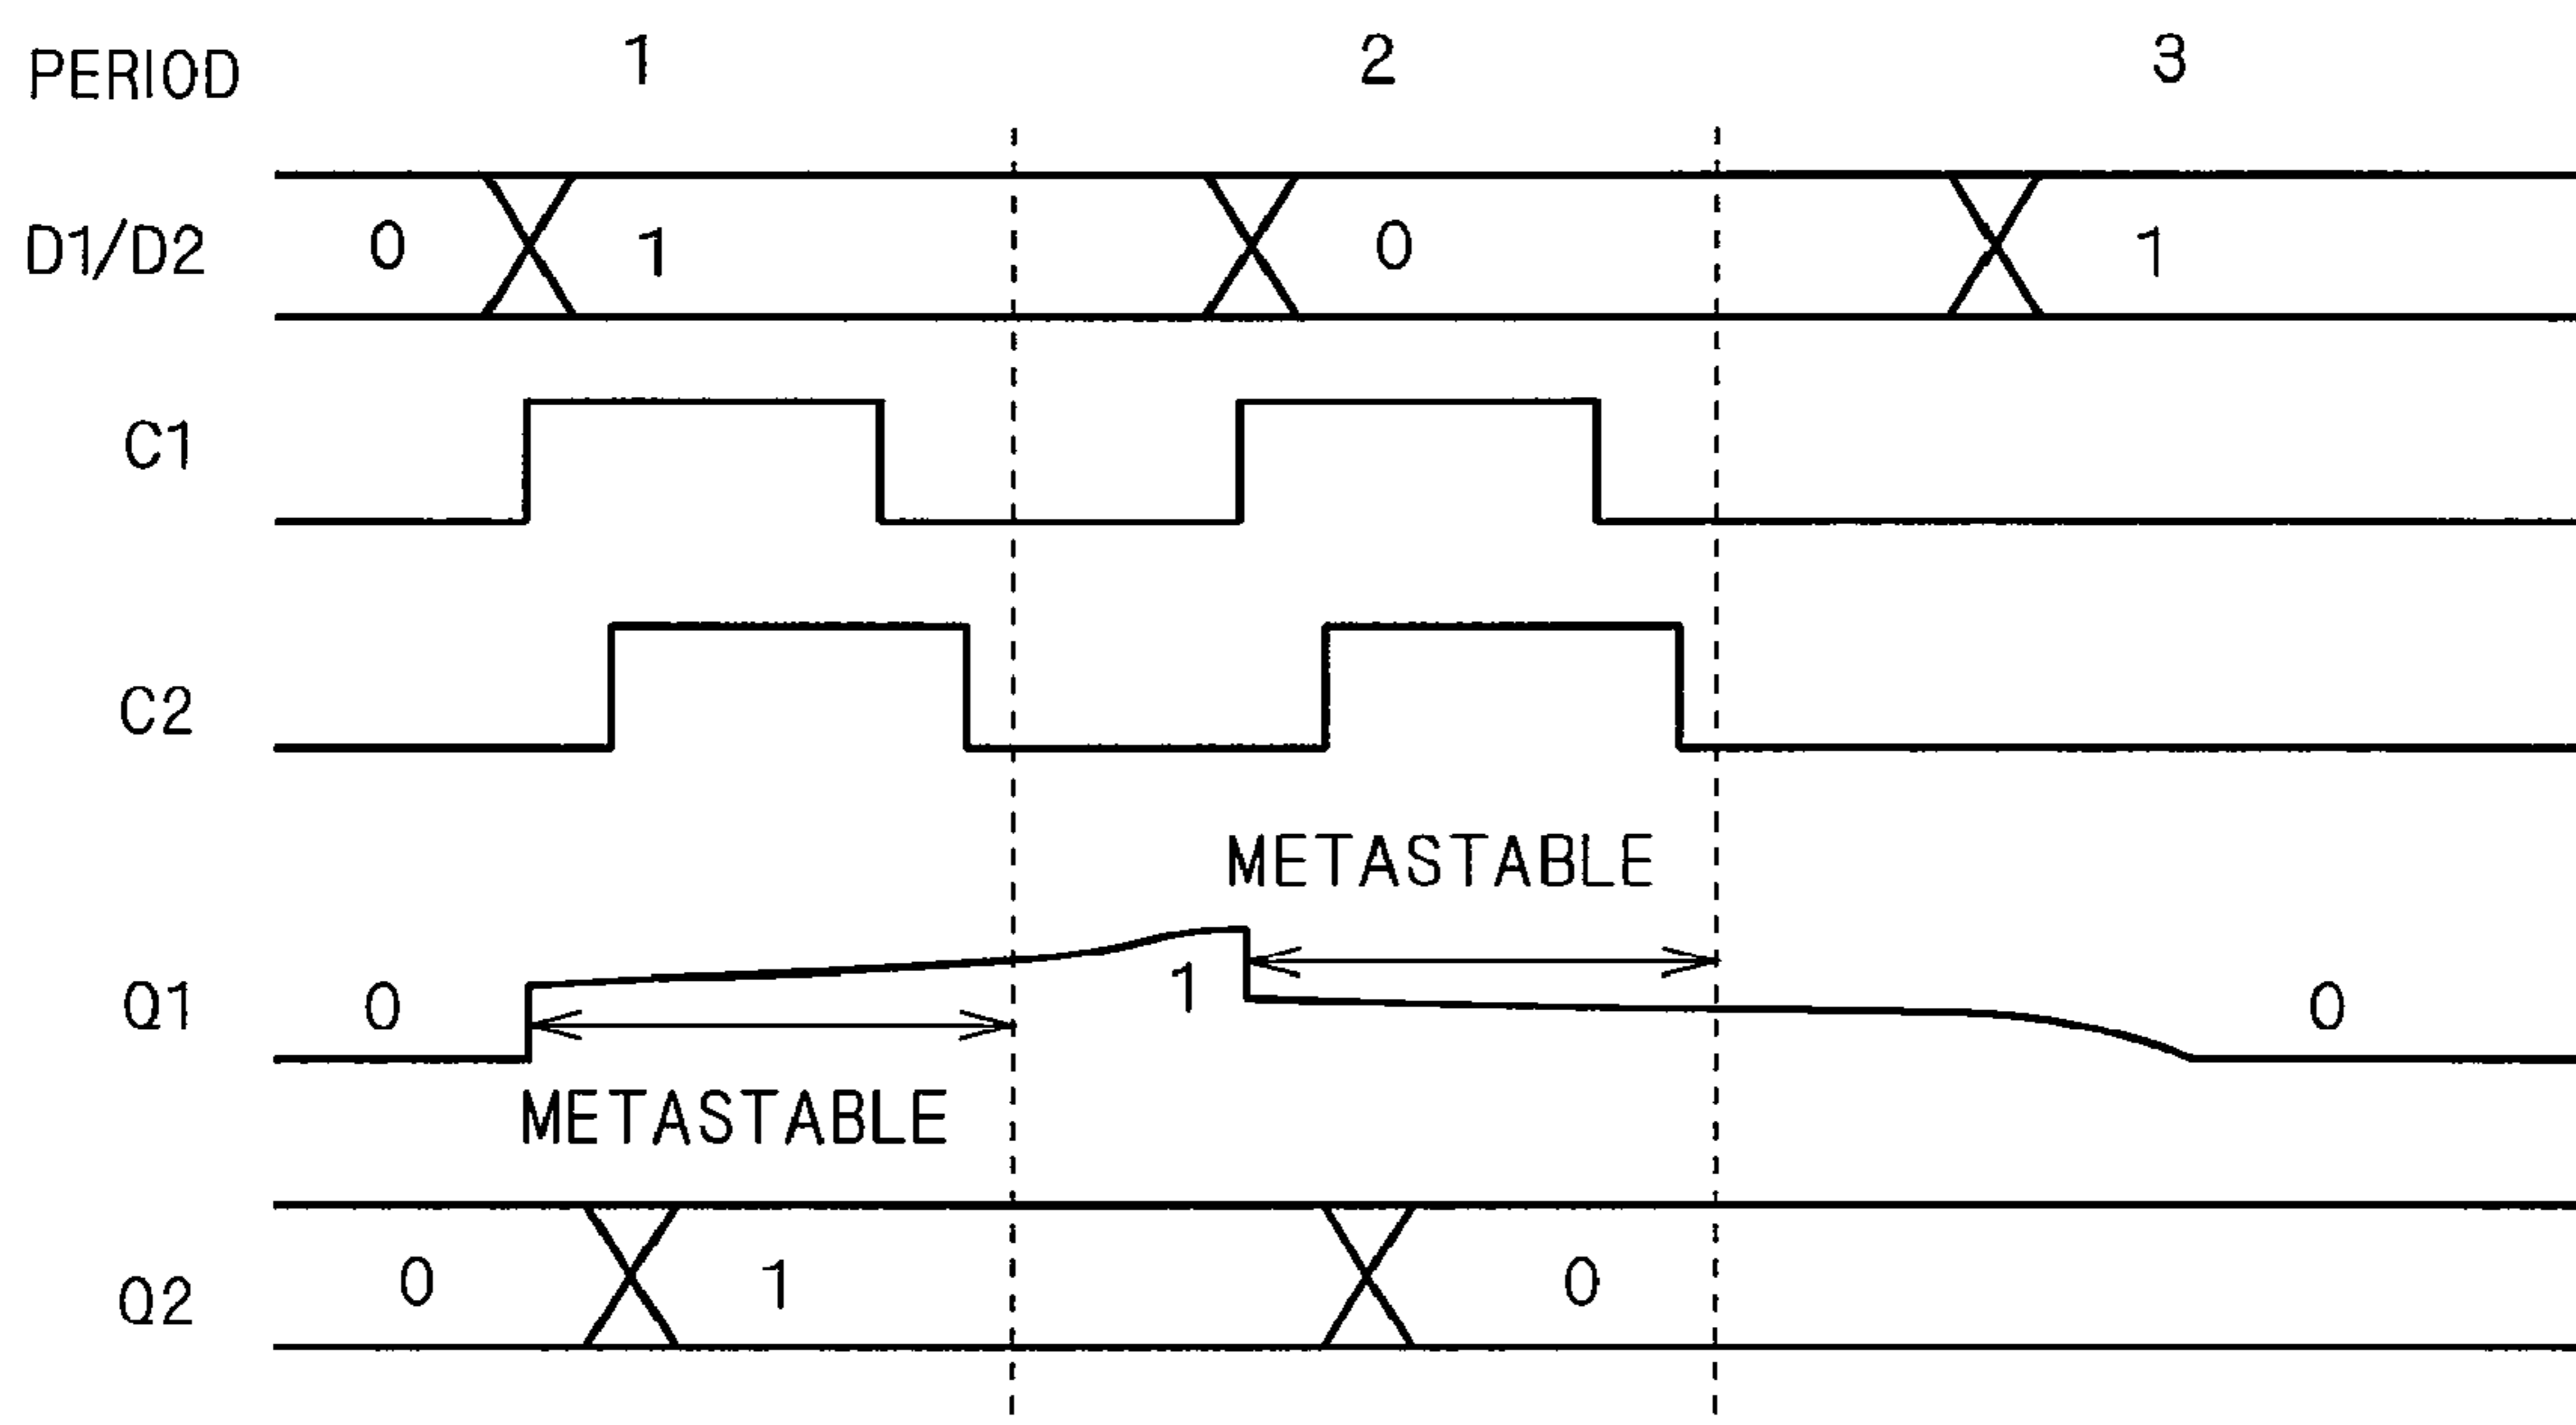 PERIOD 1 2 3
D1/D2 0 1 0 1
C1
C2
METASTABLE
Q1 0 1 0
METASTABLE
Q2 0 1 0